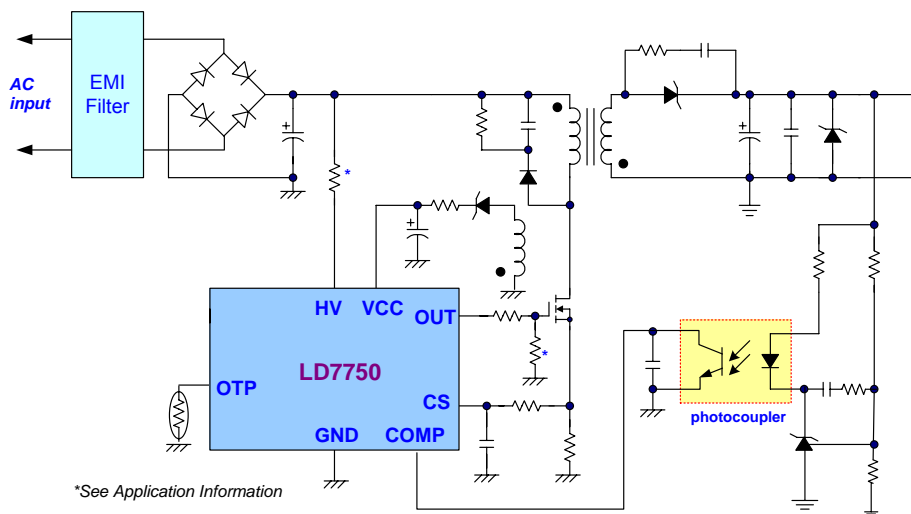 AC
input
EMI
Filter
+
+
+
*
HV
VCC
OUT
*
LD7750
OTP
CS
GND
COMP
photocoupler
*See Application Information